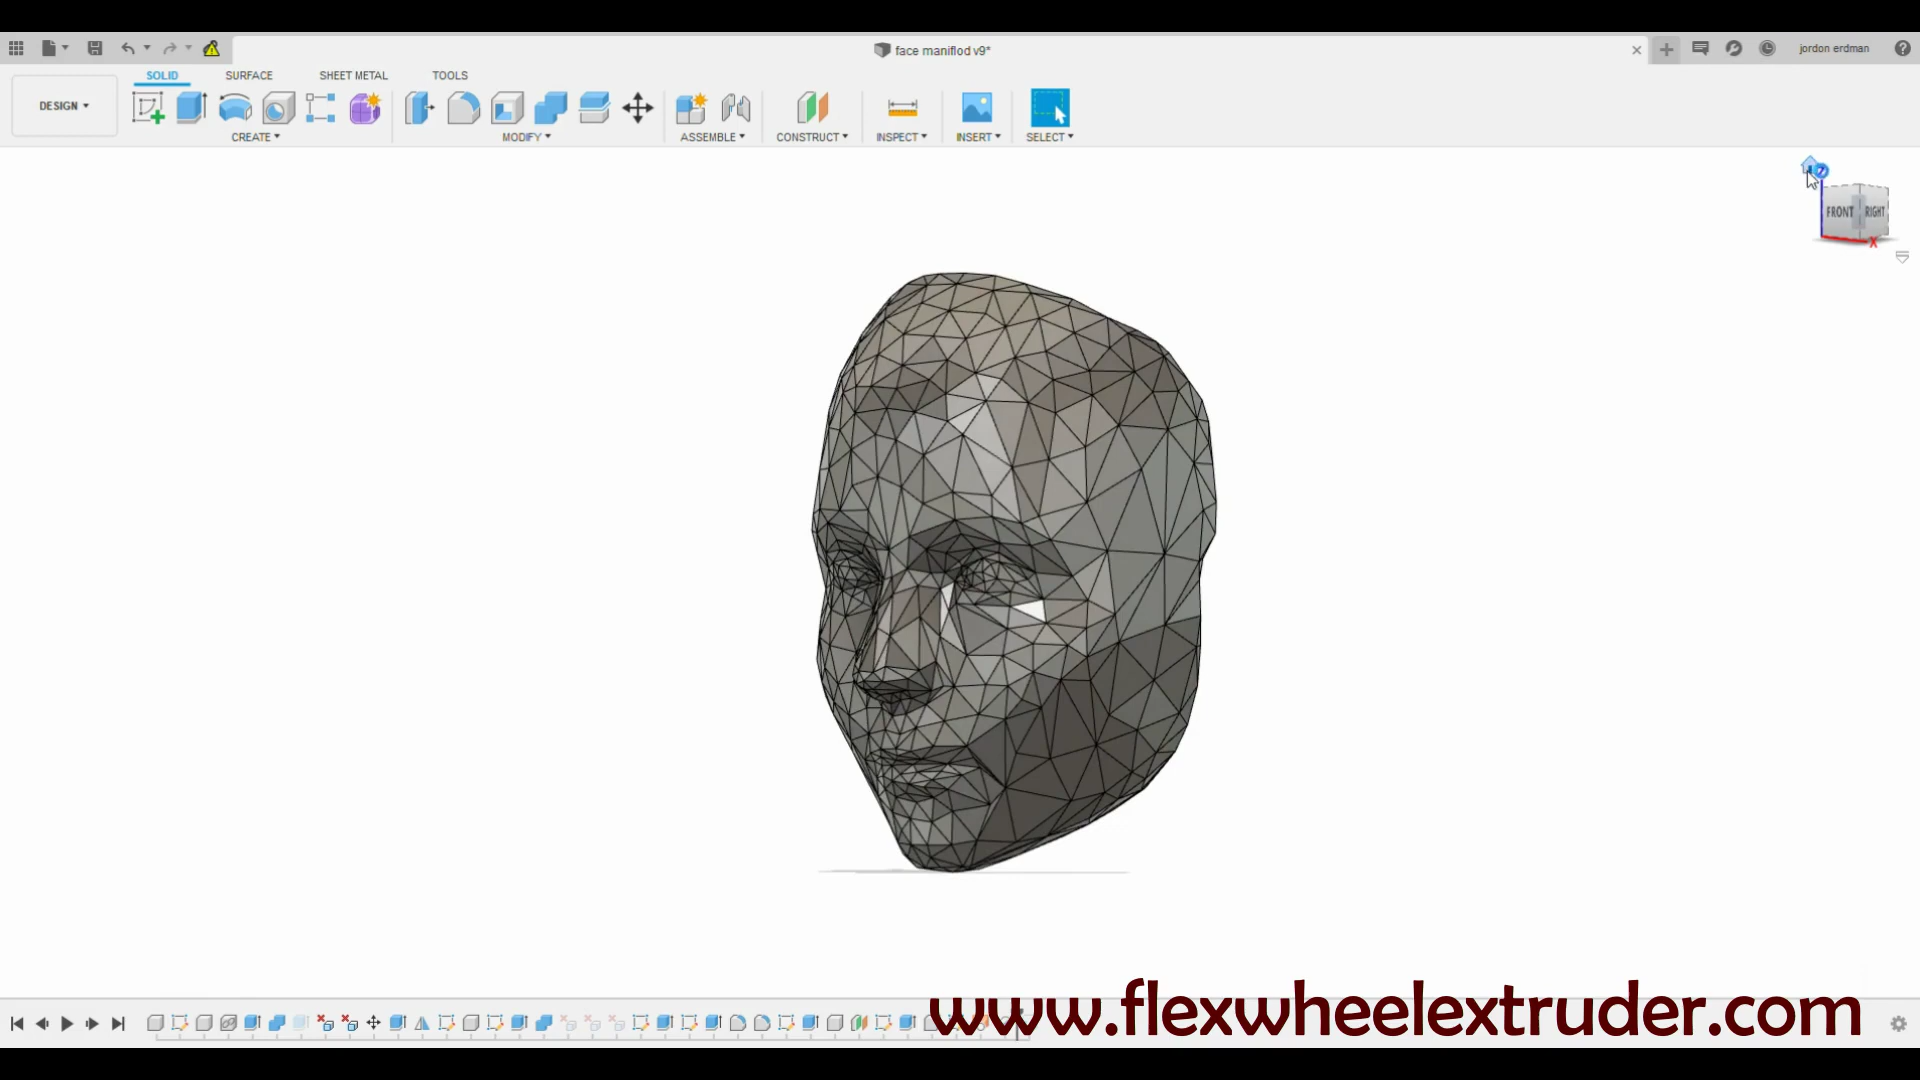 face maniflod v9*
jordon erdman
SOLID
SURFACE
SHEET METAL
TOOLS
DESIGN
CREATE
MODIFY
ASSEMBLE
CONSTRUCT
INSPECT
INSERT
SELECT
Z
FRONT
RIGHT
X
www.flexwheelextruder.com